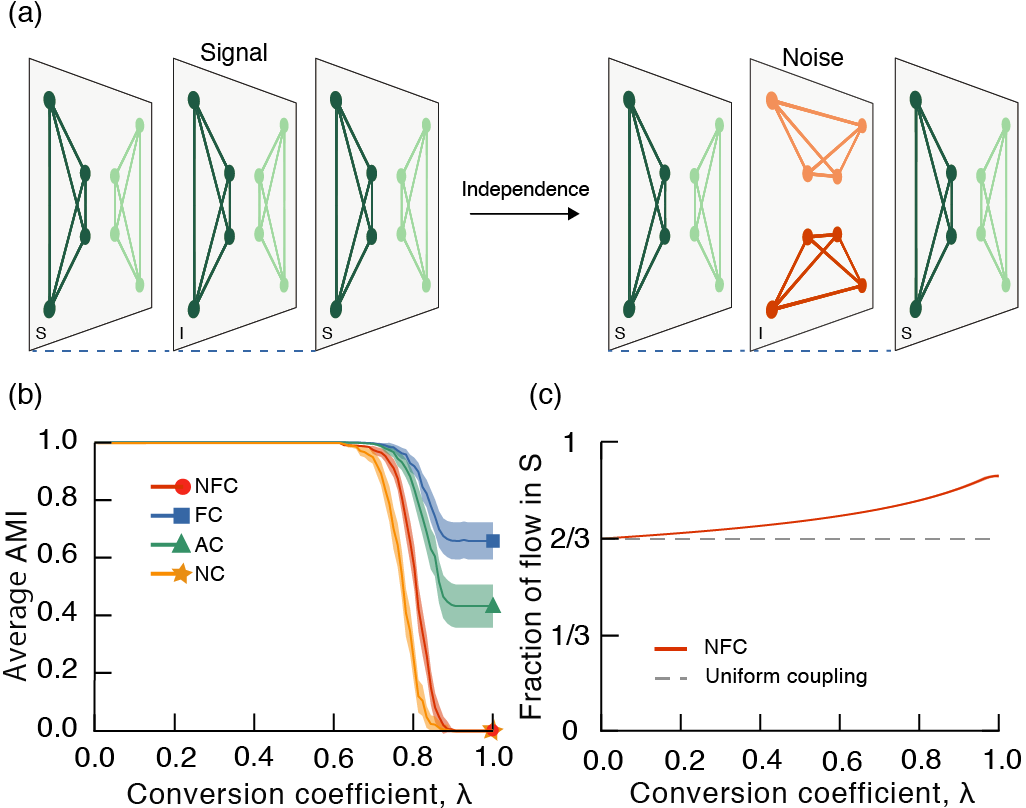 (a)
Signal
Noise
Independence
S
I
S
S
I
S
(b)
(c)
Average AMI
1.0
0.8
0.6
0.4
0.2
0.0
NFC
FC
AC
NC
0.0 0.2 0.4 0.6 0.8 1.0
Conversion coefficient, λ
Fraction of flow in S
1
2/3
1/3
0
NFC
Uniform coupling
0.0 0.2 0.4 0.6 0.8 1.0
Conversion coefficient, λ